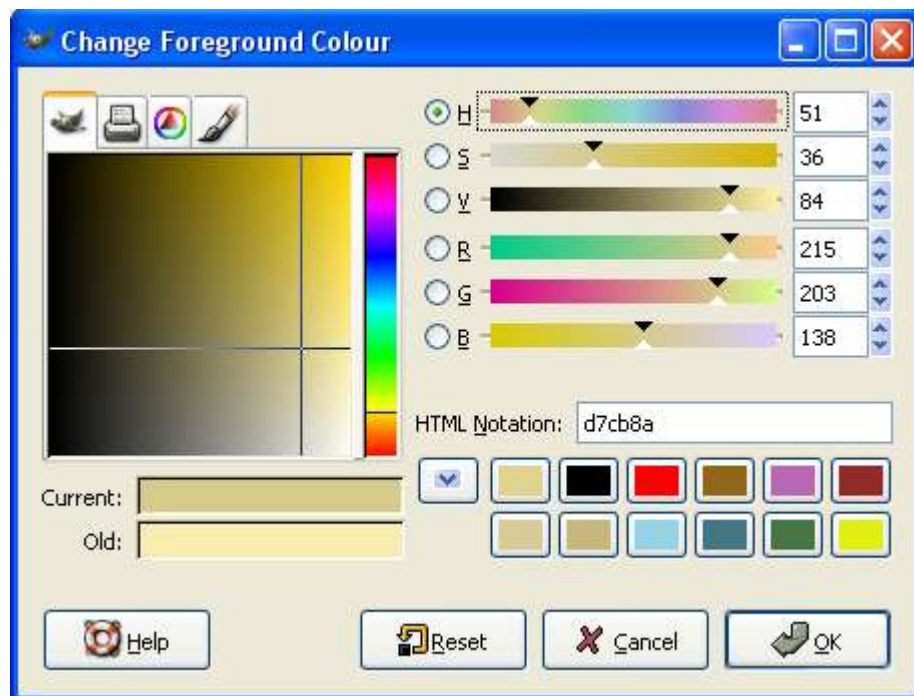 Change Foreground Colour
H 51
S 36
V 84
R 215
G 203
B 138
HTML Notation: d7cb8a
Current:
Old:
Help Reset Cancel OK